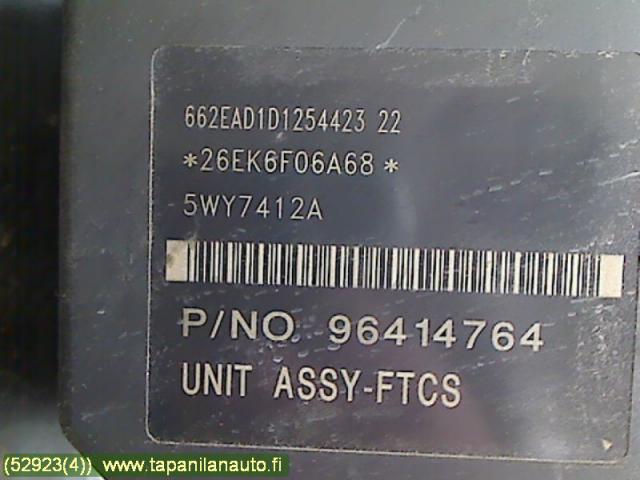 662EAD1D1254423 22
*26EK6F06A68*
5WY7412A
P/NO 96414764
UNIT ASSY-FTCS
(52923(4)) www.tapanilanauto.fi